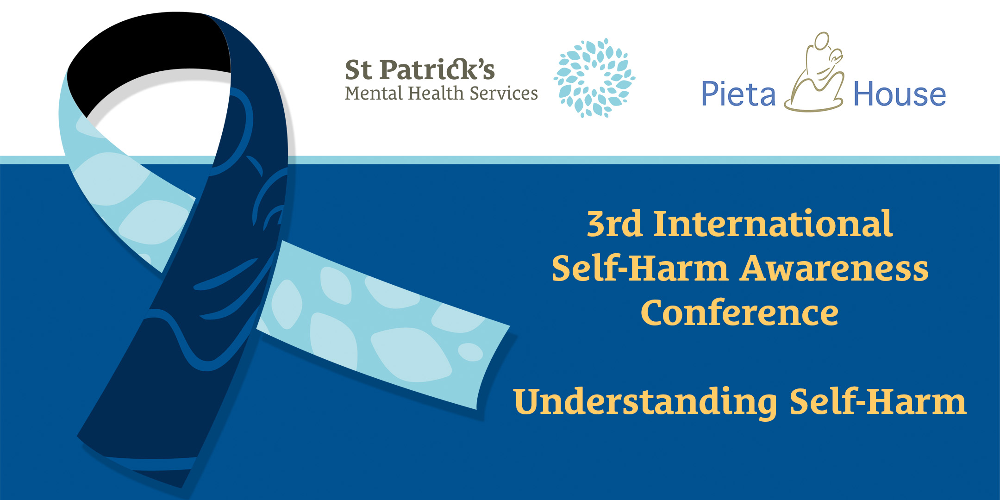 St Patrick's
Mental Health Services
Pieta House
3rd International
Self-Harm Awareness
Conference
Understanding Self-Harm